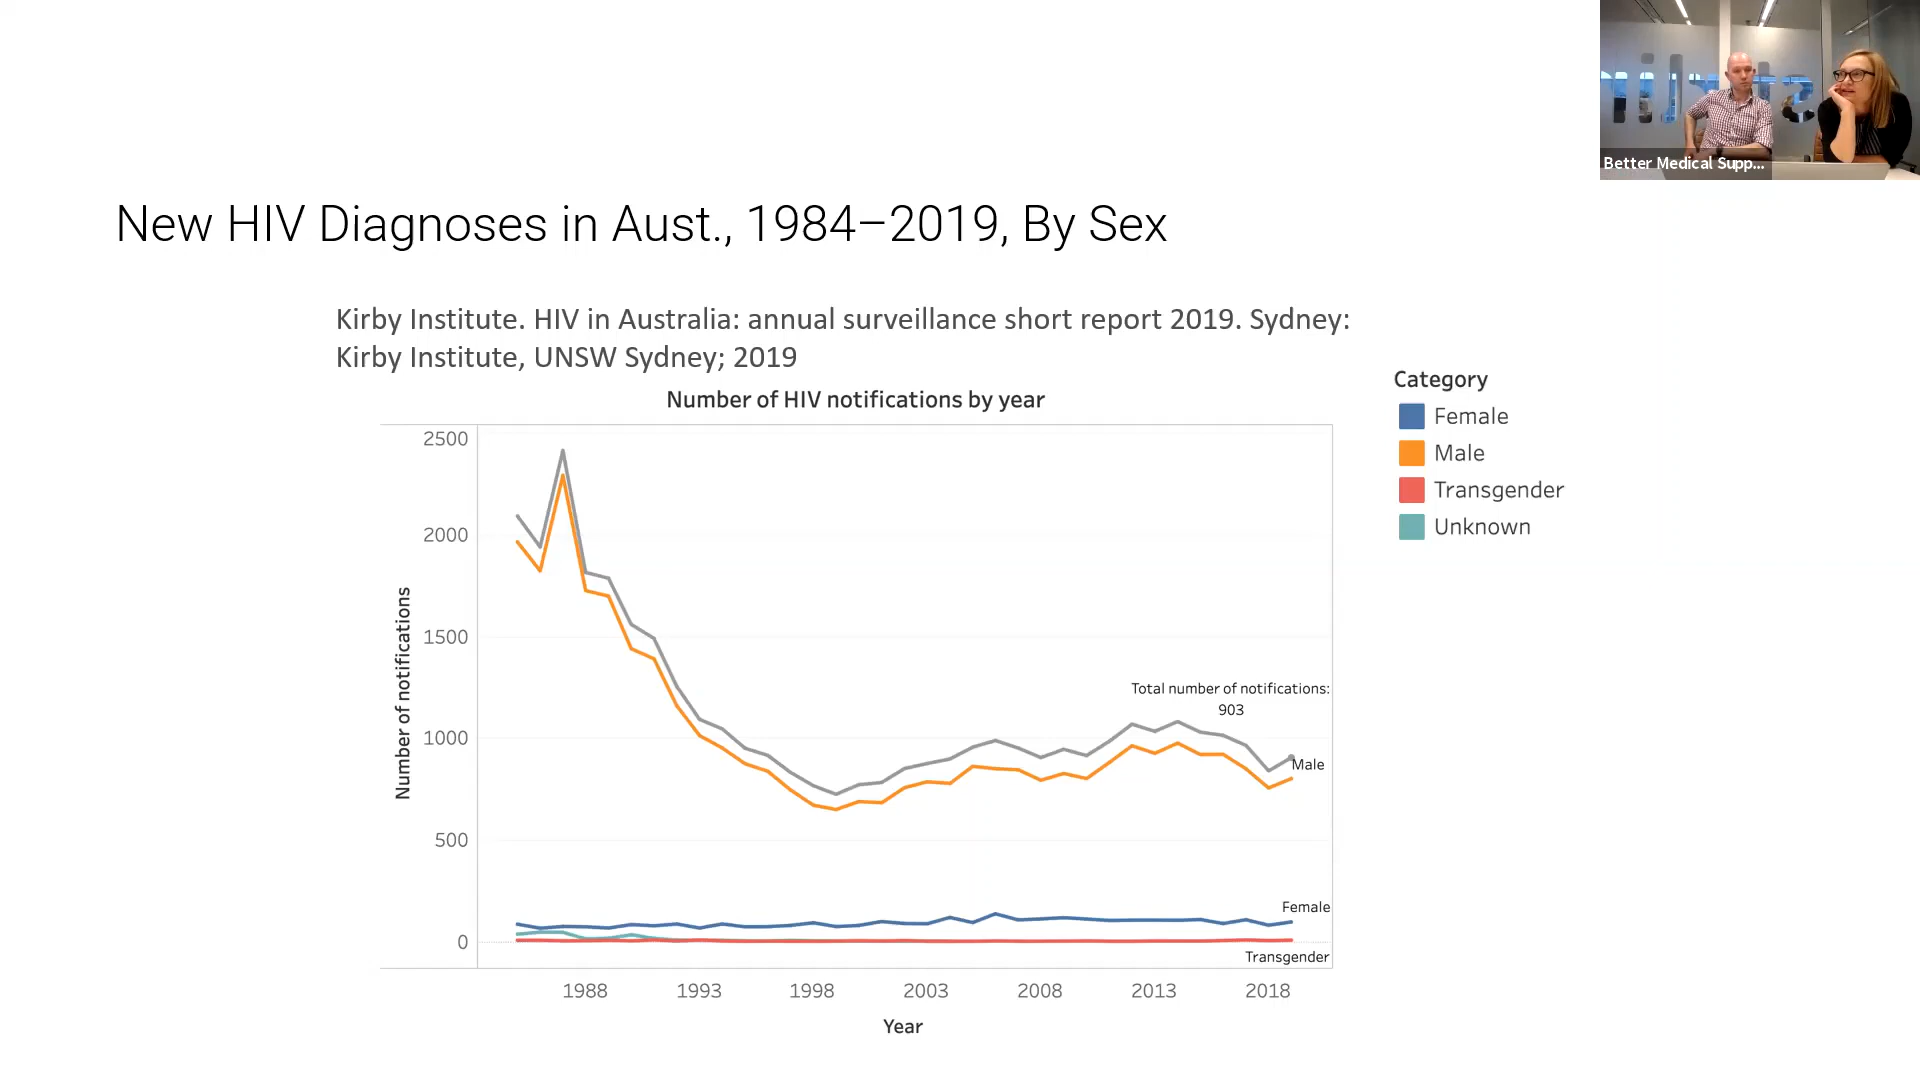 Better Medical Supp...
New HIV Diagnoses in Aust., 1984–2019, By Sex
Kirby Institute. HIV in Australia: annual surveillance short report 2019. Sydney:
Kirby Institute, UNSW Sydney; 2019
Number of HIV notifications by year
Category
Female
Male
Transgender
Unknown
Number of notifications
2500
2000
1500
1000
500
0
Total number of notifications:
903
Male
Female
Transgender
1988 1993 1998 2003 2008 2013 2018
Year